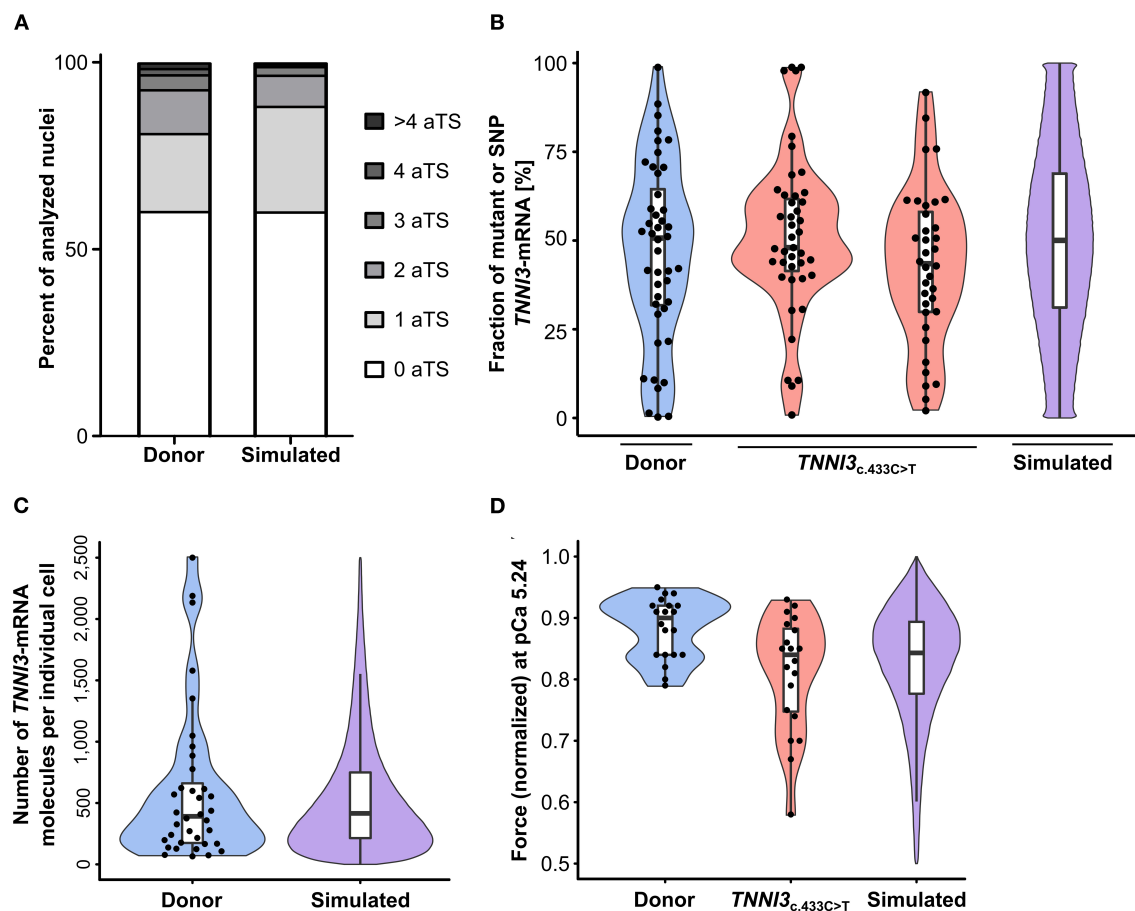 A
Percent of analyzed nuclei
100
50
0
Donor
Simulated
>4 aTS
4 aTS
3 aTS
2 aTS
1 aTS
0 aTS
B
Fraction of mutant or SNP
TNNI3-mRNA [%]
100
75
50
25
0
Donor
TNNI3c.433C>T
Simulated
C
Number of TNNI3-mRNA
molecules per individual cell
2,500
2,000
1,500
1,000
500
0
Donor
Simulated
D
Force (normalized) at pCa 5.24
1.0
0.9
0.8
0.7
0.6
0.5
Donor
TNNI3c.433C>T
Simulated